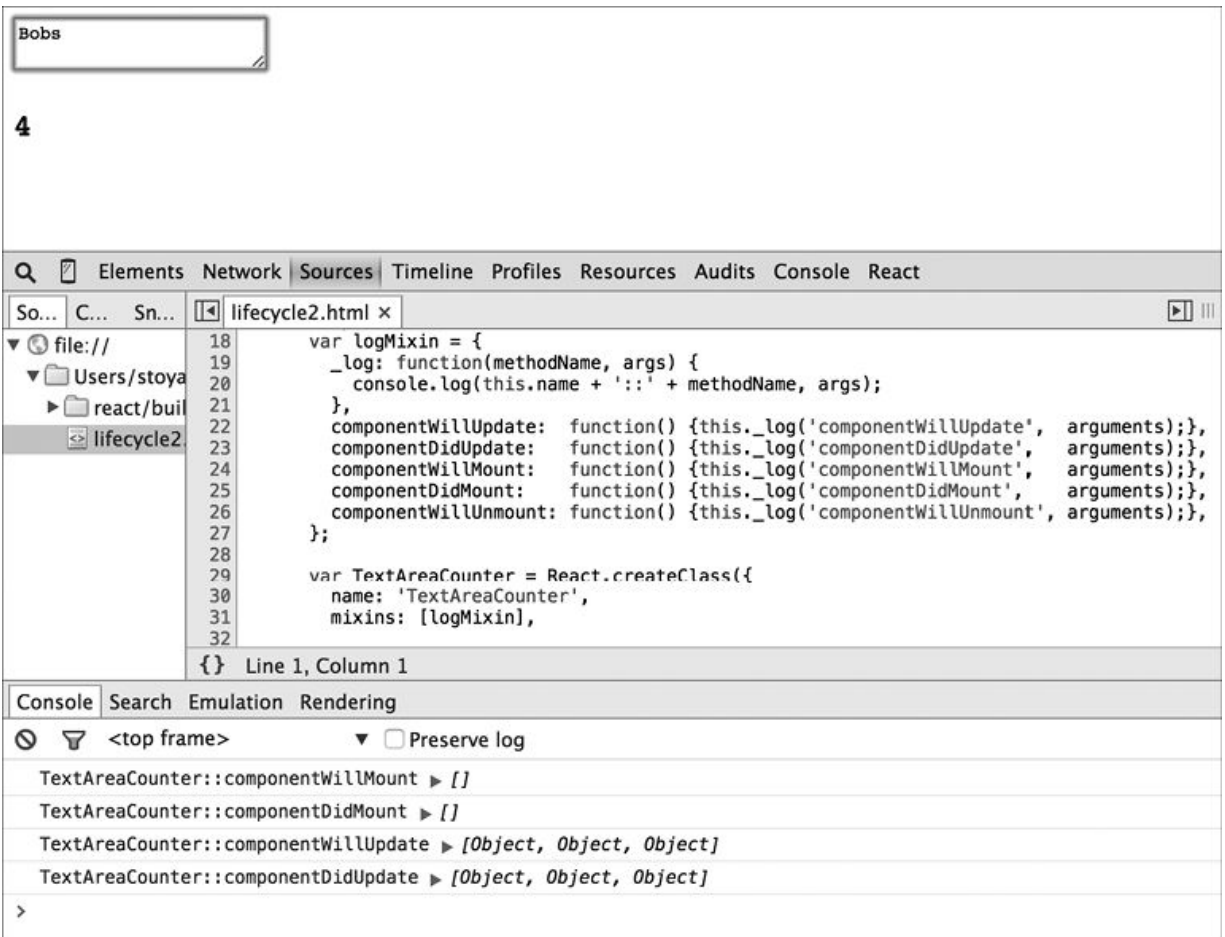 Bobs
4
Elements Network Sources Timeline Profiles Resources Audits Console React
So... C... Sn... lifecycle2.html ×
file://
Users/stoya
react/buil
lifecycle2.
18 var logMixin = {
19 _log: function(methodName, args) {
20 console.log(this.name + '::' + methodName, args);
21 },
22 componentWillUpdate: function() {this._log('componentWillUpdate', arguments);},
23 componentDidUpdate: function() {this._log('componentDidUpdate', arguments);},
24 componentWillMount: function() {this._log('componentWillMount', arguments);},
25 componentDidMount: function() {this._log('componentDidMount', arguments);},
26 componentWillUnmount: function() {this._log('componentWillUnmount', arguments);},
27 };
28
29 var TextAreaCounter = React.createClass({
30 name: 'TextAreaCounter',
31 mixins: [logMixin],
32
{} Line 1, Column 1
Console Search Emulation Rendering
<top frame> ▼ Preserve log
TextAreaCounter::componentWillMount ▶ []
TextAreaCounter::componentDidMount ▶ []
TextAreaCounter::componentWillUpdate ▶ [Object, Object, Object]
TextAreaCounter::componentDidUpdate ▶ [Object, Object, Object]
>